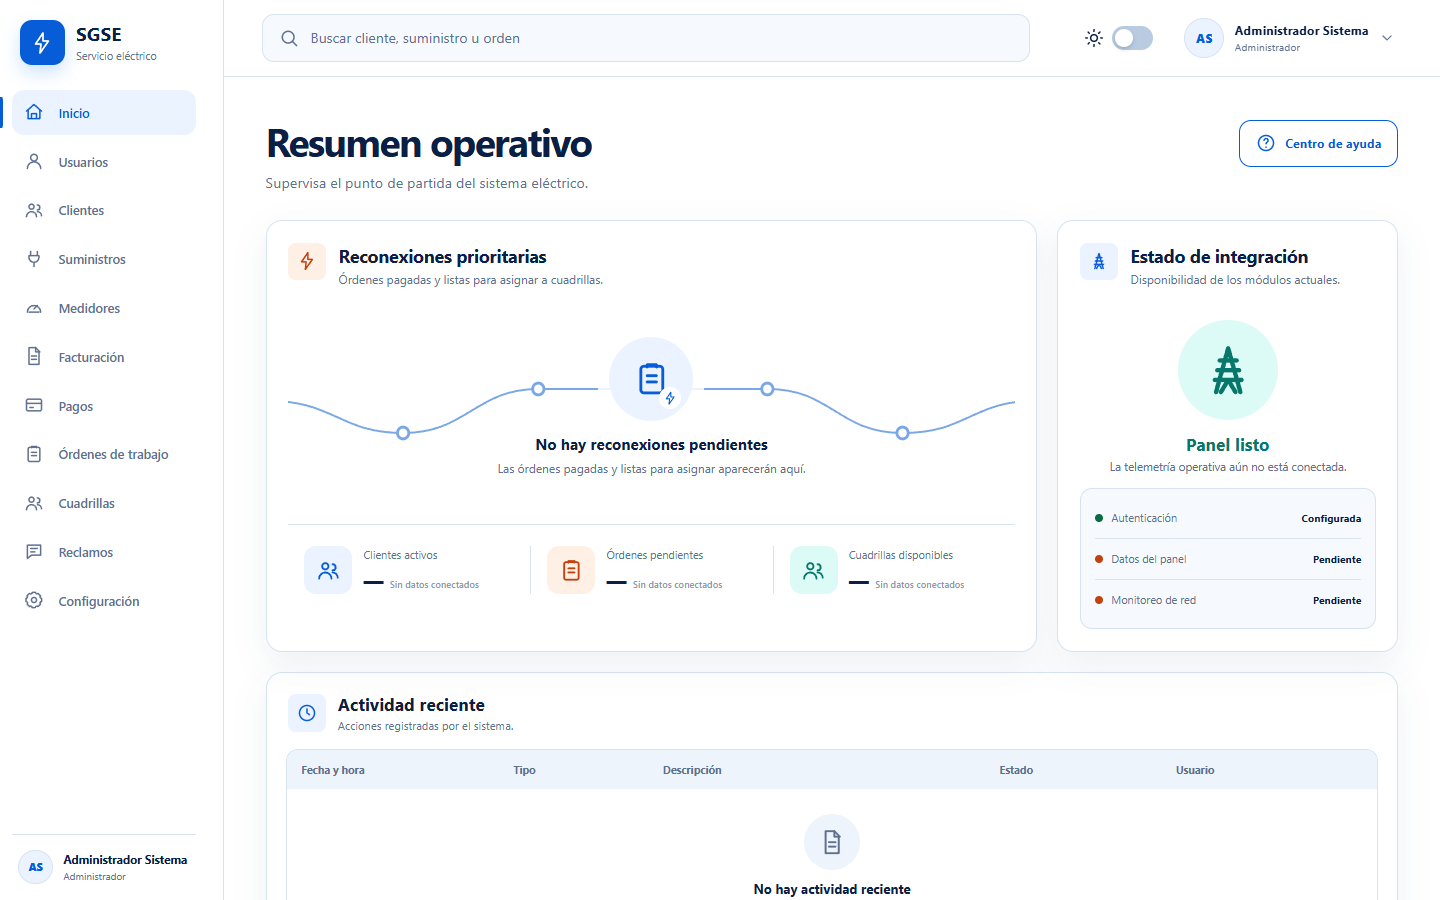 SGSE
Servicio eléctrico
Inicio
Usuarios
Clientes
Suministros
Medidores
Facturación
Pagos
Órdenes de trabajo
Cuadrillas
Reclamos
Configuración
AS
Administrador Sistema
Administrador
Buscar cliente, suministro u orden
AS
Administrador Sistema
Administrador
Resumen operativo
Supervisa el punto de partida del sistema eléctrico.
Centro de ayuda
Reconexiones prioritarias
Órdenes pagadas y listas para asignar a cuadrillas.
No hay reconexiones pendientes
Las órdenes pagadas y listas para asignar aparecerán aquí.
Clientes activos
— Sin datos conectados
Órdenes pendientes
— Sin datos conectados
Cuadrillas disponibles
— Sin datos conectados
Estado de integración
Disponibilidad de los módulos actuales.
Panel listo
La telemetría operativa aún no está conectada.
Autenticación Configurada
Datos del panel Pendiente
Monitoreo de red Pendiente
Actividad reciente
Acciones registradas por el sistema.
Fecha y hora Tipo Descripción Estado Usuario
No hay actividad reciente